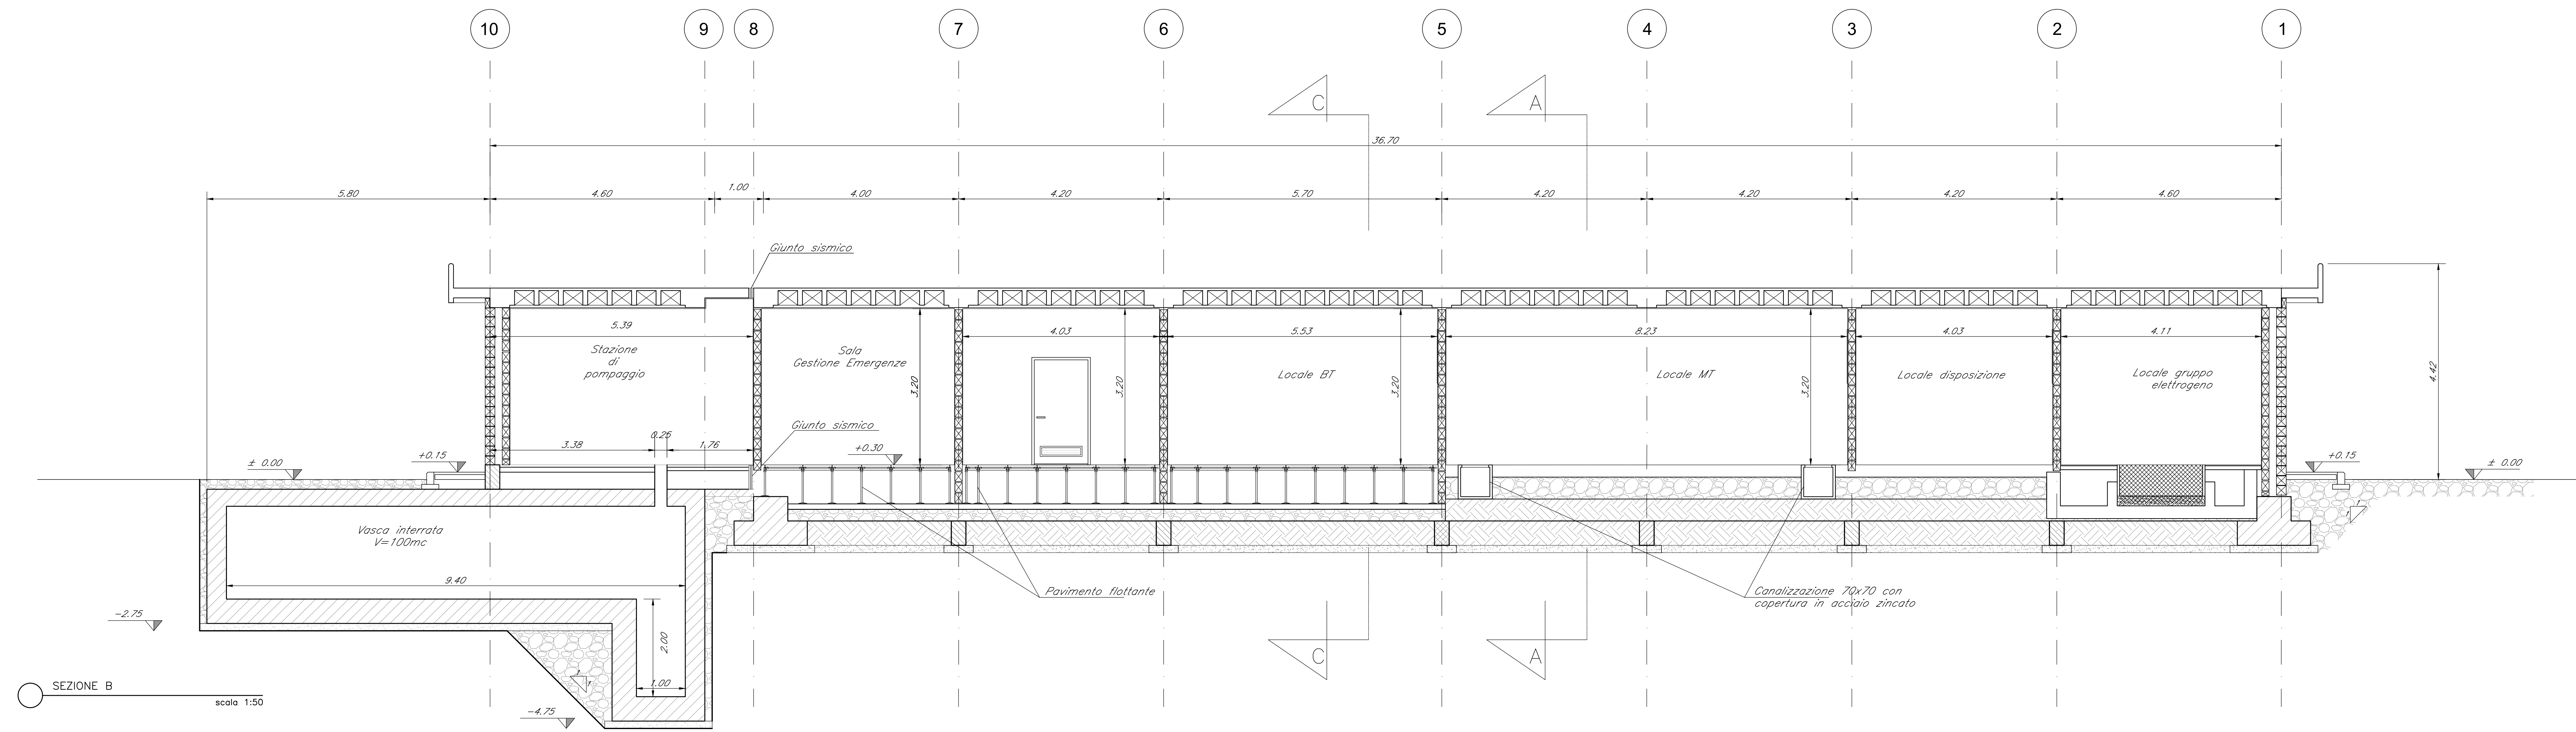 10 9 8 7 6 5 4 3 2 1
C A
36.70
5.80 4.60 1.00 4.00 4.20 5.70 4.20 4.20 4.20 4.60
Giunto sismico
5.39 4.03 5.53 8.23 4.03 4.11
Stazione
di
pompaggio
Sala
Gestione Emergenze
Locale BT
Locale MT
Locale disposizione
Locale gruppo
elettrogeno
3.20 3.20 3.20 3.20
4.42
Giunto sismico
3.38 0.25 1.76
+0.30
± 0.00
+0.15
+0.15
± 0.00
Vasca interrata
V=100mc
9.40
Pavimento flottante
Canalizzazione 70x70 con
copertura in acciaio zincato
-2.75
2.00
1.00
1
1
1
1
-4.75
C A
SEZIONE B
scala 1:50